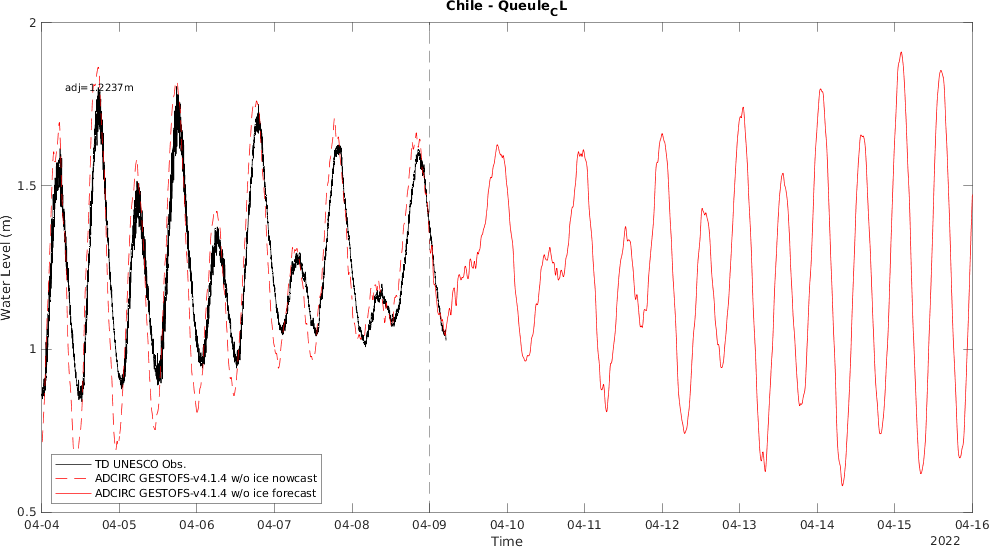 Chile - Queule_CL
adj=1.2237m
2
1.5
1
0.5
Water Level (m)
TD UNESCO Obs.
ADCIRC GESTOFS-v4.1.4 w/o ice nowcast
ADCIRC GESTOFS-v4.1.4 w/o ice forecast
04-04 04-05 04-06 04-07 04-08 04-09 04-10 04-11 04-12 04-13 04-14 04-15 04-16
Time
2022